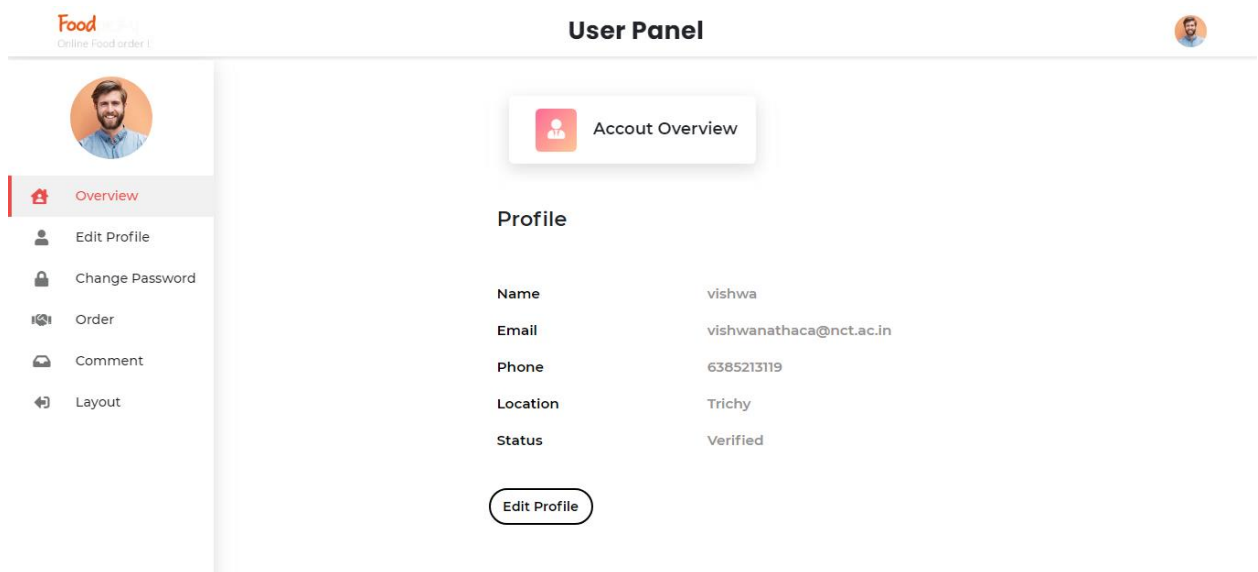 Food
Online Food order |
User Panel
Accout Overview
Overview
Edit Profile
Change Password
Order
Comment
Layout
Profile
Name vishwa
Email vishwanathaca@nct.ac.in
Phone 6385213119
Location Trichy
Status Verified
Edit Profile